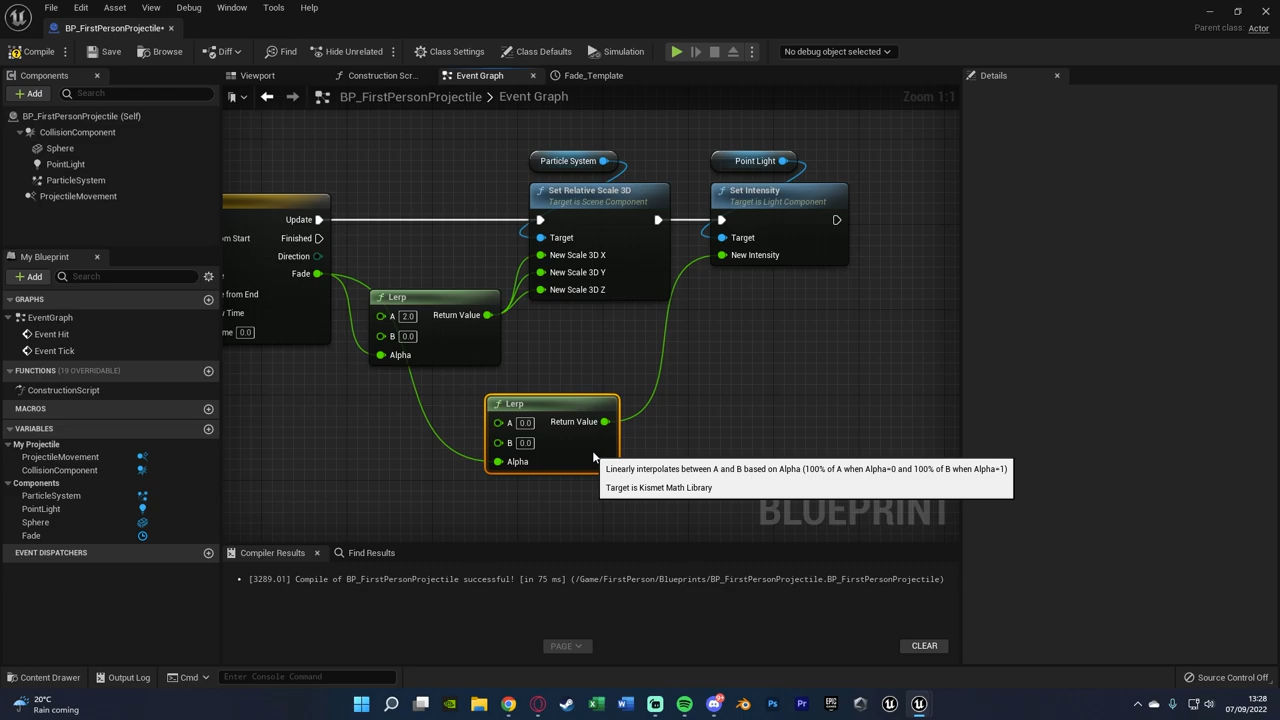 File Edit Asset View Debug Window Tools Help
BP_FirstPersonProjectile*
Parent class: Actor
Compile Save Browse Diff Find Hide Unrelated Class Settings Class Defaults Simulation No debug object selected
Components Viewport Construction Scr... Event Graph Fade_Template Details
Add Search BP_FirstPersonProjectile > Event Graph Zoom 1:1
BP_FirstPersonProjectile (Self)
CollisionComponent
Sphere
PointLight
ParticleSystem
ProjectileMovement
Particle System Point Light
Set Relative Scale 3D Set Intensity
Target is Scene Component Target is Light Component
Update
om Start Finished Target Target
Direction New Scale 3D X New Intensity
Fade New Scale 3D Y
e from End Lerp New Scale 3D Z
w Time A 2.0 Return Value
me 0.0 B 0.0
Alpha
Lerp
A 0.0 Return Value
B 0.0
Alpha
Linearly interpolates between A and B based on Alpha (100% of A when Alpha=0 and 100% of B when Alpha=1)
Target is Kismet Math Library
BLUEPRINT
My Blueprint
Add Search
GRAPHS
EventGraph
Event Hit
Event Tick
FUNCTIONS (19 OVERRIDABLE)
ConstructionScript
MACROS
VARIABLES
My Projectile
ProjectileMovement
CollisionComponent
Components
ParticleSystem
PointLight
Sphere
Fade
EVENT DISPATCHERS
Compiler Results Find Results
[3289.01] Compile of BP_FirstPersonProjectile successful! [in 75 ms] (/Game/FirstPerson/Blueprints/BP_FirstPersonProjectile.BP_FirstPersonProjectile)
PAGE CLEAR
Content Drawer Output Log Cmd Enter Console Command Source Control Off
20°C
Rain coming
13:28
07/09/2022